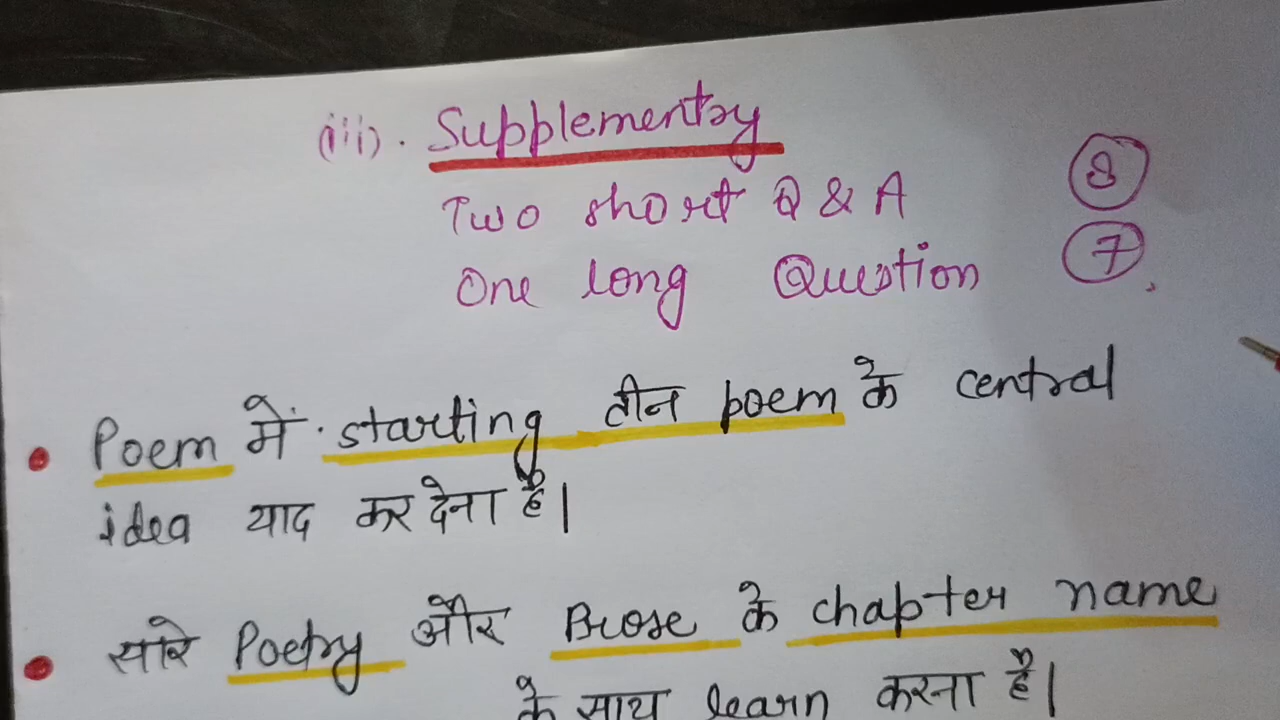 (iii). Supplementry
Two short Q & A 8
One long Question 7.
• Poem में. starting तीन poem के central
idea याद कर देना है।
• सारे Poetry और Prose के chapter name
के साथ learn करना है।